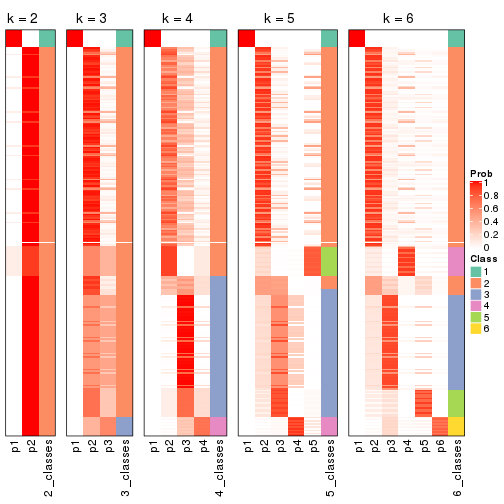 k = 2
k = 3
k = 4
k = 5
k = 6
p1
p2
2_classes
p1
p2
p3
3_classes
p1
p2
p3
p4
4_classes
p1
p2
p3
p4
p5
5_classes
p1
p2
p3
p4
p5
p6
6_classes
Prob
1
0.8
0.6
0.4
0.2
0
Class
1
2
3
4
5
6